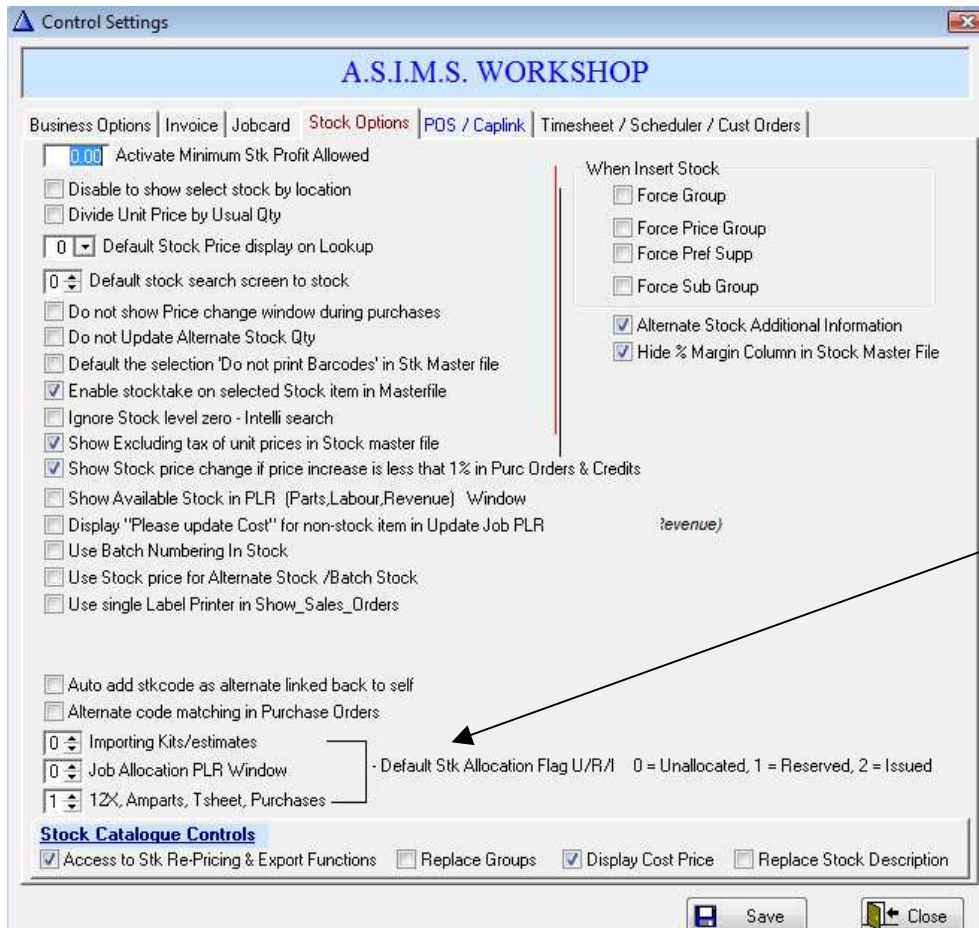 Control Settings
A.S.I.M.S. WORKSHOP
Business Options Invoice Jobcard Stock Options POS / Caplink Timesheet / Scheduler / Cust Orders
0.00 Activate Minimum Stk Profit Allowed
Disable to show select stock by location
Divide Unit Price by Usual Qty
0 Default Stock Price display on Lookup
0 Default stock search screen to stock
Do not show Price change window during purchases
Do not Update Alternate Stock Qty
Default the selection 'Do not print Barcodes' in Stk Master file
Enable stocktake on selected Stock item in Masterfile
Ignore Stock level zero - Intelli search
Show Excluding tax of unit prices in Stock master file
Show Stock price change if price increase is less that 1% in Purc Orders & Credits
Show Available Stock in PLR (Parts,Labour,Revenue) Window
Display "Please update Cost" for non-stock item in Update Job PLR
Revenue)
Use Batch Numbering In Stock
Use Stock price for Alternate Stock /Batch Stock
Use single Label Printer in Show_Sales_Orders
When Insert Stock
Force Group
Force Price Group
Force Pref Supp
Force Sub Group
Alternate Stock Additional Information
Hide % Margin Column in Stock Master File
Auto add stkcode as alternate linked back to self
Alternate code matching in Purchase Orders
0 Importing Kits/estimates
0 Job Allocation PLR Window
1 12X, Amparts, Tsheet, Purchases
- Default Stk Allocation Flag U/R/I 0 = Unallocated, 1 = Reserved, 2 = Issued
Stock Catalogue Controls
Access to Stk Re-Pricing & Export Functions Replace Groups Display Cost Price Replace Stock Description
Save Close